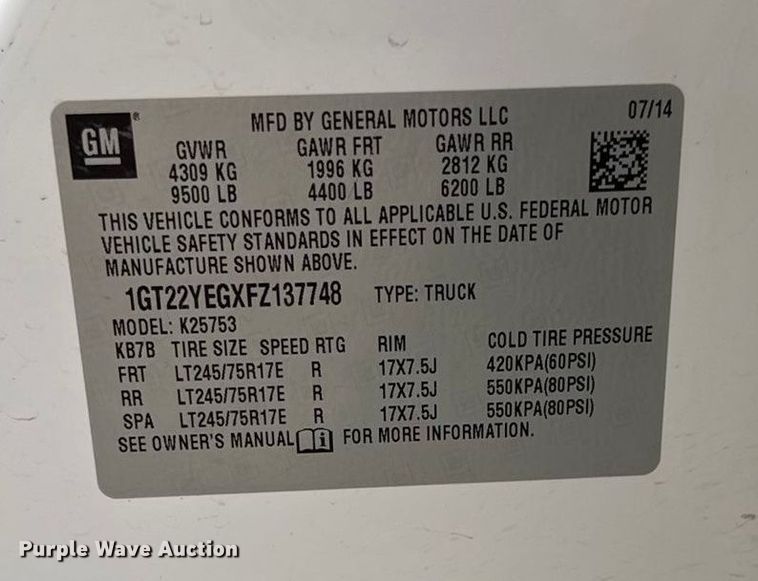 GM ®
MFD BY GENERAL MOTORS LLC 07/14
GVWR GAWR FRT GAWR RR
4309 KG 1996 KG 2812 KG
9500 LB 4400 LB 6200 LB
THIS VEHICLE CONFORMS TO ALL APPLICABLE U.S. FEDERAL MOTOR
VEHICLE SAFETY STANDARDS IN EFFECT ON THE DATE OF
MANUFACTURE SHOWN ABOVE.
1GT22YEGXFZ137748 TYPE: TRUCK
MODEL: K25753
KB7B TIRE SIZE SPEED RTG RIM COLD TIRE PRESSURE
FRT LT245/75R17E R 17X7.5J 420KPA(60PSI)
RR LT245/75R17E R 17X7.5J 550KPA(80PSI)
SPA LT245/75R17E R 17X7.5J 550KPA(80PSI)
SEE OWNER'S MANUAL i FOR MORE INFORMATION.
Purple Wave Auction